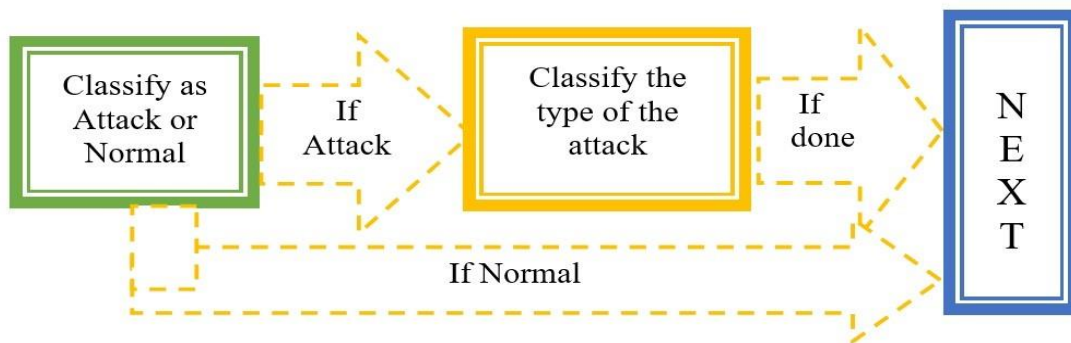 Classify as
Attack or
Normal
If
Attack
Classify the
type of the
attack
If
done
If Normal
N
E
X
T